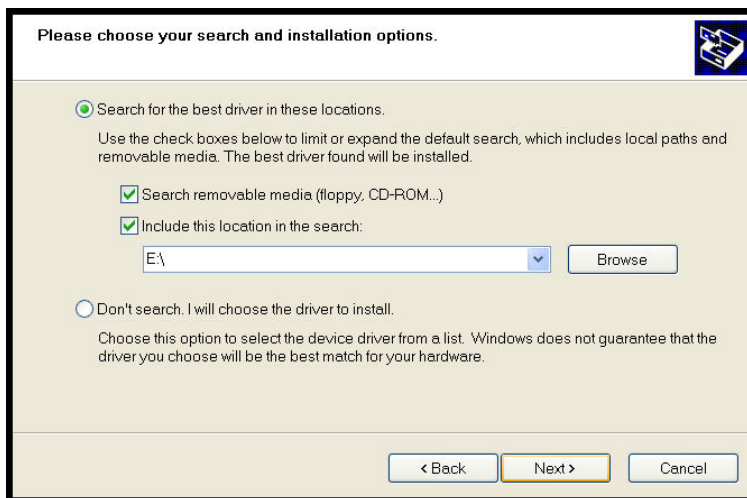 Please choose your search and installation options.
Search for the best driver in these locations.
Use the check boxes below to limit or expand the default search, which includes local paths and
removable media. The best driver found will be installed.
Search removable media (floppy, CD-ROM...)
Include this location in the search:
E:\
Browse
Don't search. I will choose the driver to install.
Choose this option to select the device driver from a list. Windows does not guarantee that the
driver you choose will be the best match for your hardware.
< Back
Next >
Cancel